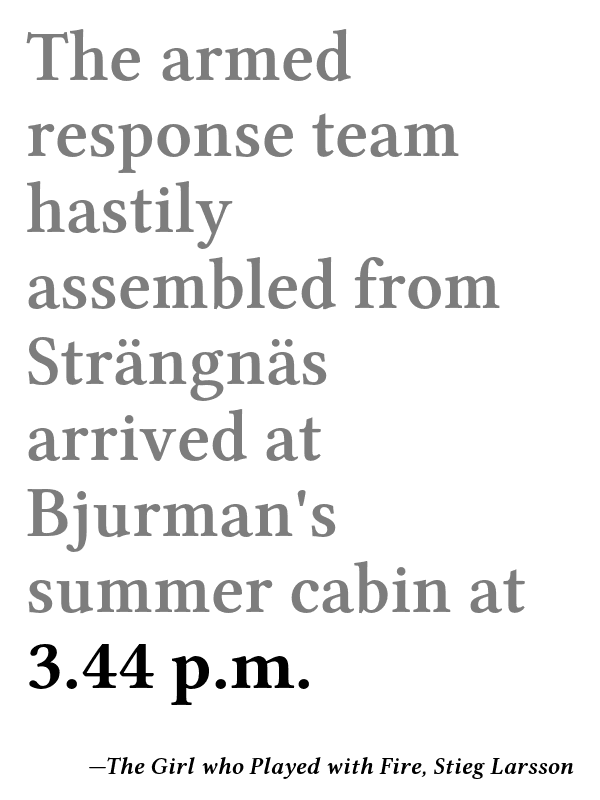 The armed
response team
hastily
assembled from
Strängnäs
arrived at
Bjurman's
summer cabin at
3.44 p.m.
—The Girl who Played with Fire, Stieg Larsson